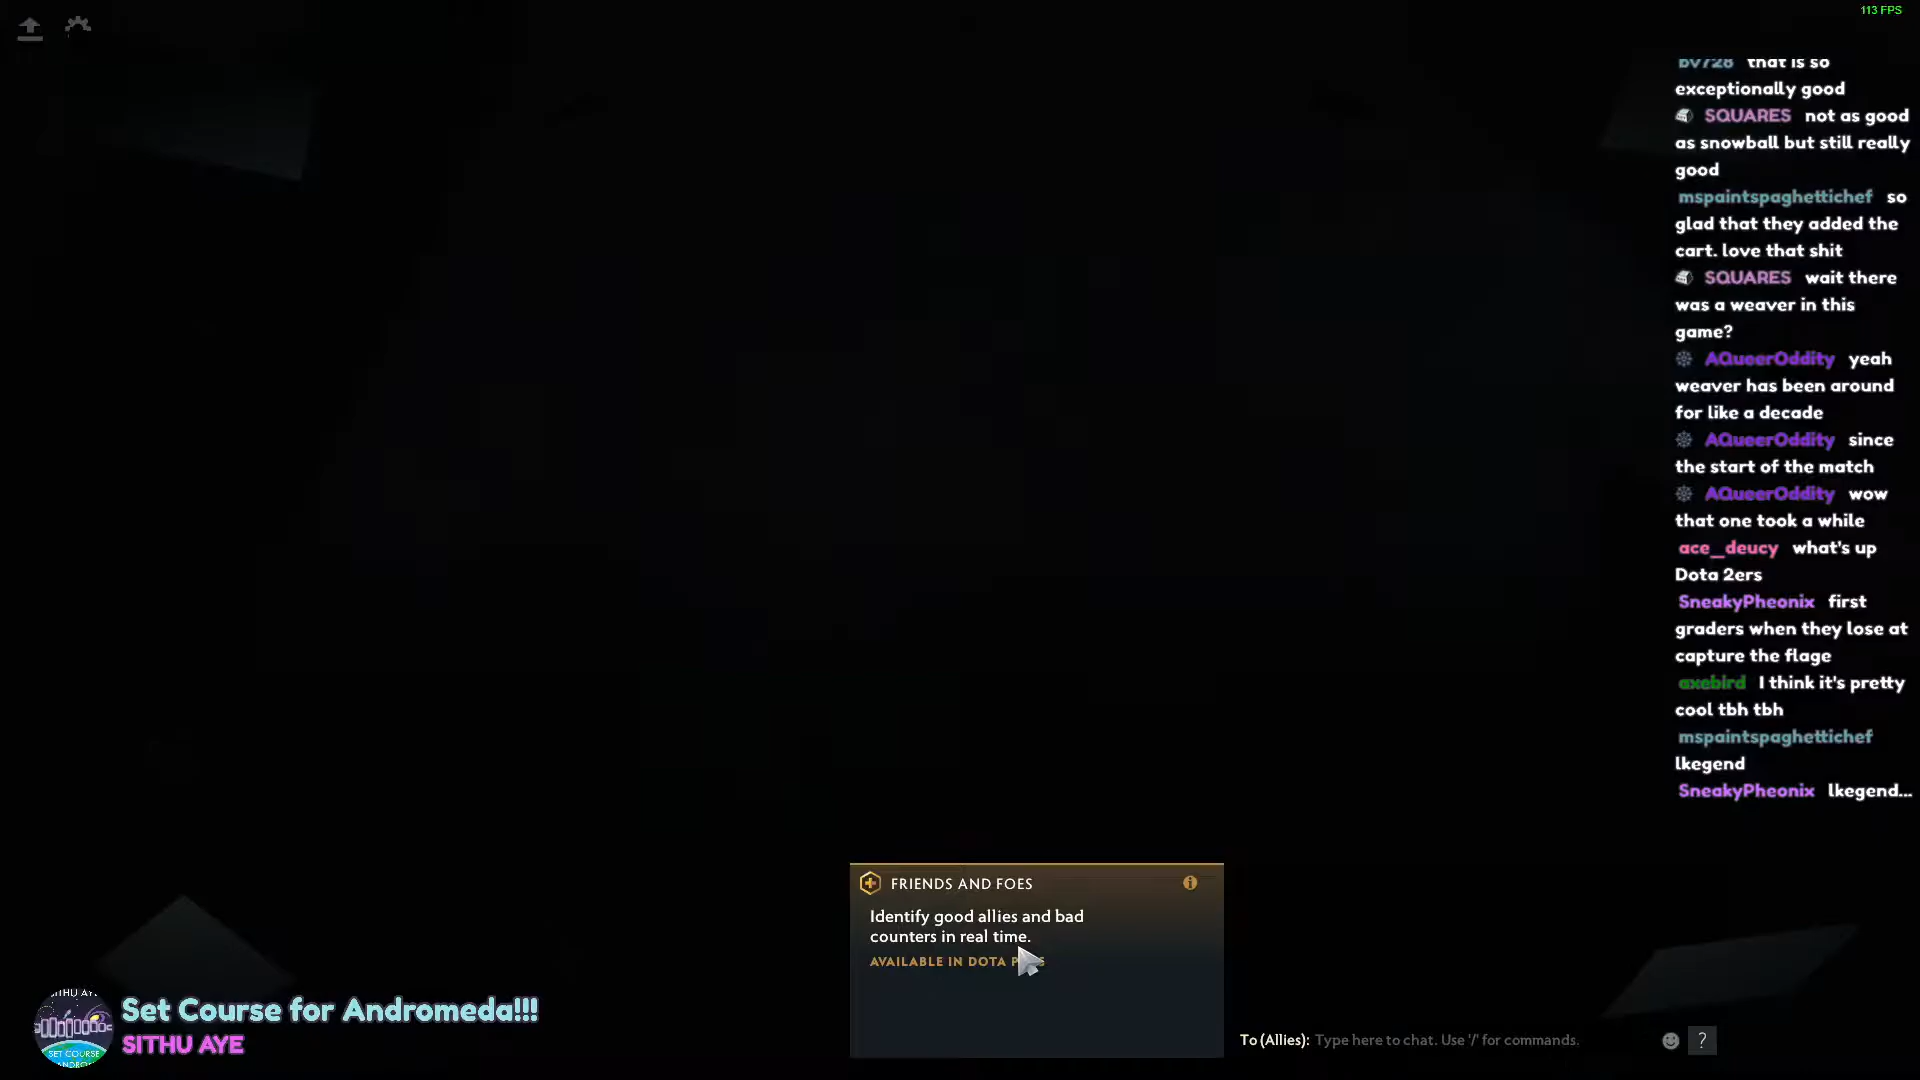 113 FPS
bv728 that is so
exceptionally good
SQUARES not as good
as snowball but still really
good
mspaintspaghettichef so
glad that they added the
cart. love that shit
SQUARES wait there
was a weaver in this
game?
AQueerOddity yeah
weaver has been around
for like a decade
AQueerOddity since
the start of the match
AQueerOddity wow
that one took a while
ace_deucy what's up
Dota 2ers
SneakyPheonix first
graders when they lose at
capture the flage
axebird I think it's pretty
cool tbh tbh
mspaintspaghettichef
lkegend
SneakyPheonix lkegend...
FRIENDS AND FOES
Identify good allies and bad
counters in real time.
AVAILABLE IN DOTA
Set Course for Andromeda!!!
SITHU AYE
SET COURSE
To (Allies): Type here to chat. Use '/' for commands.
?